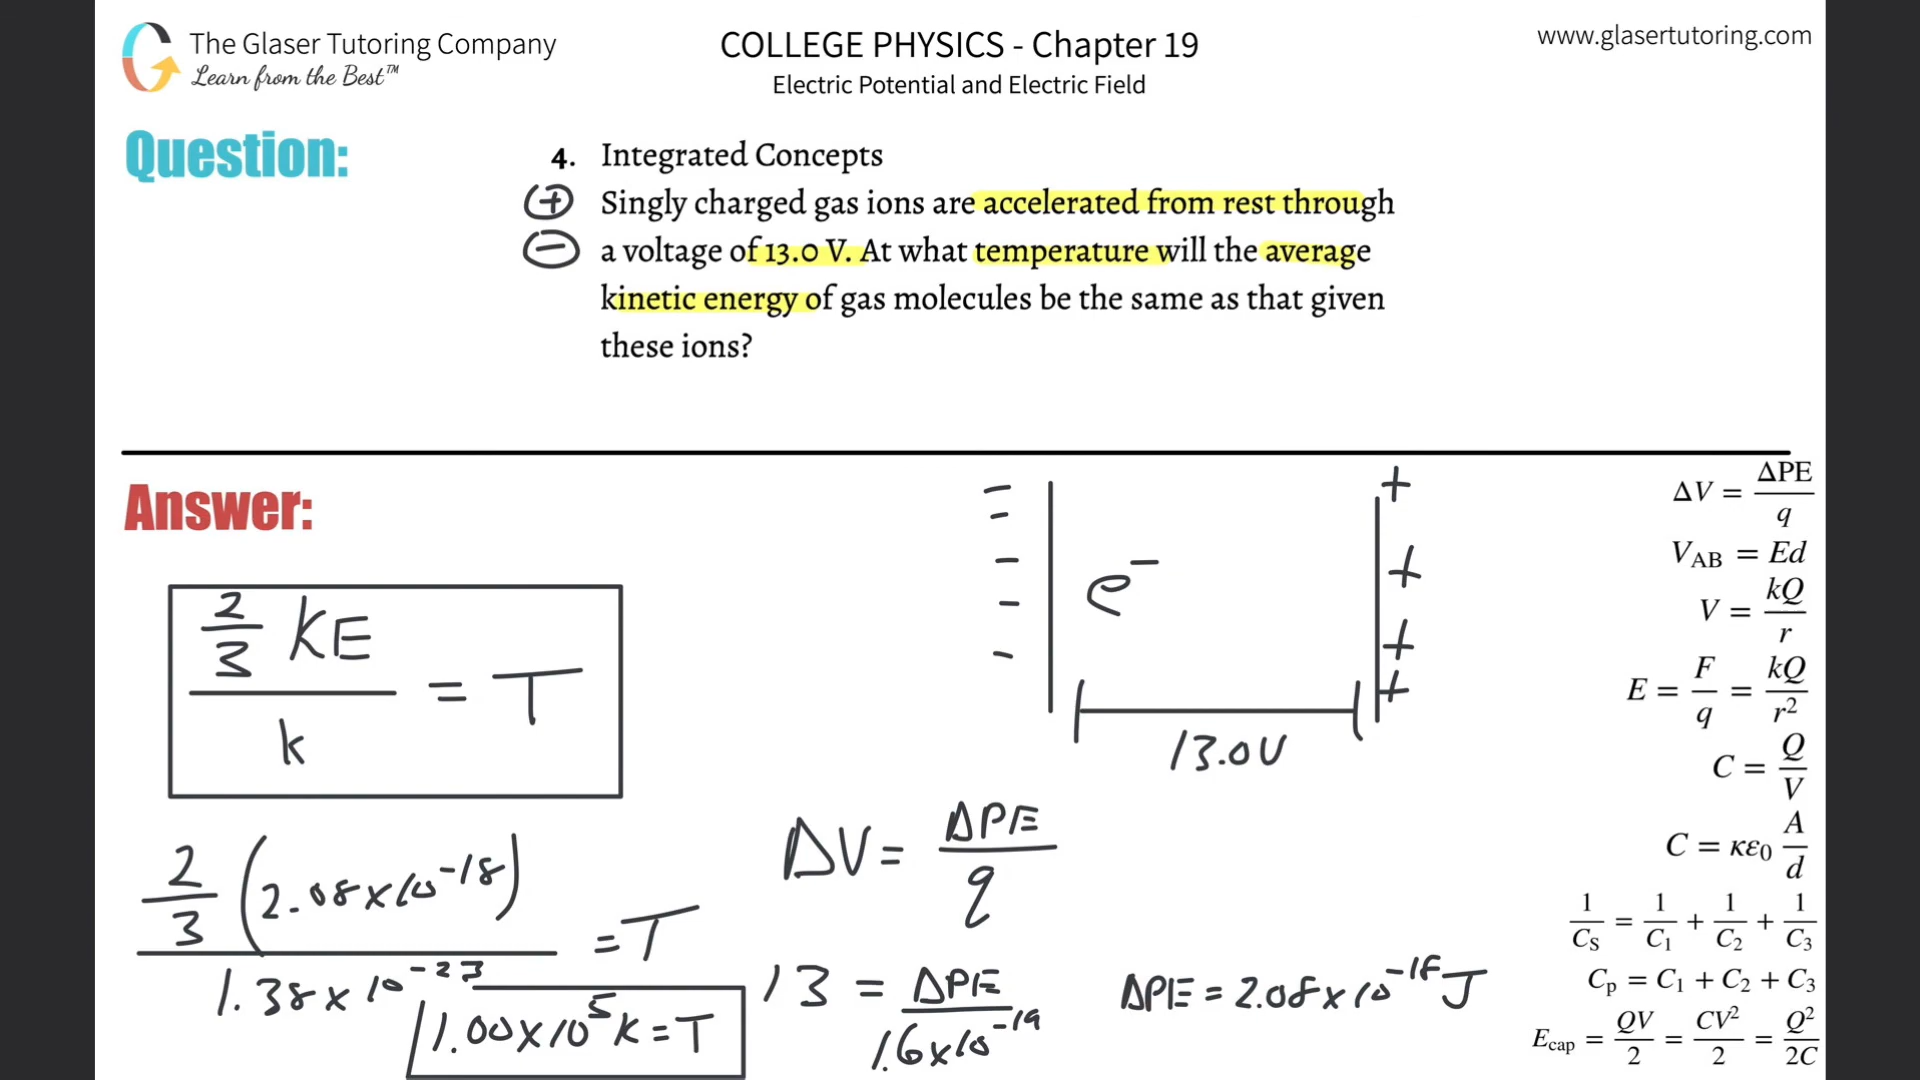 The Glaser Tutoring Company
Learn from the Best™
COLLEGE PHYSICS - Chapter 19
Electric Potential and Electric Field
www.glasertutoring.com
Question:
4. Integrated Concepts
+ Singly charged gas ions are accelerated from rest through
− a voltage of 13.0 V. At what temperature will the average
kinetic energy of gas molecules be the same as that given
these ions?
Answer:
2/3 KE / k = T
2/3 (2.08 x 10⁻¹⁸) / 1.38 x 10⁻²³ = T
1.00 x 10⁵ K = T
− − − − −
e⁻
+ + + +
13.0V
ΔV = ΔPE / q
13 = ΔPE / 1.6 x 10⁻¹⁹
ΔPE = 2.08 x 10⁻¹⁸ J
ΔV = ΔPE / q
V_AB = Ed
V = kQ / r
E = F / q = kQ / r²
C = Q / V
C = κε₀ A / d
1 / C_S = 1 / C₁ + 1 / C₂ + 1 / C₃
C_p = C₁ + C₂ + C₃
E_cap = QV / 2 = CV² / 2 = Q² / 2C